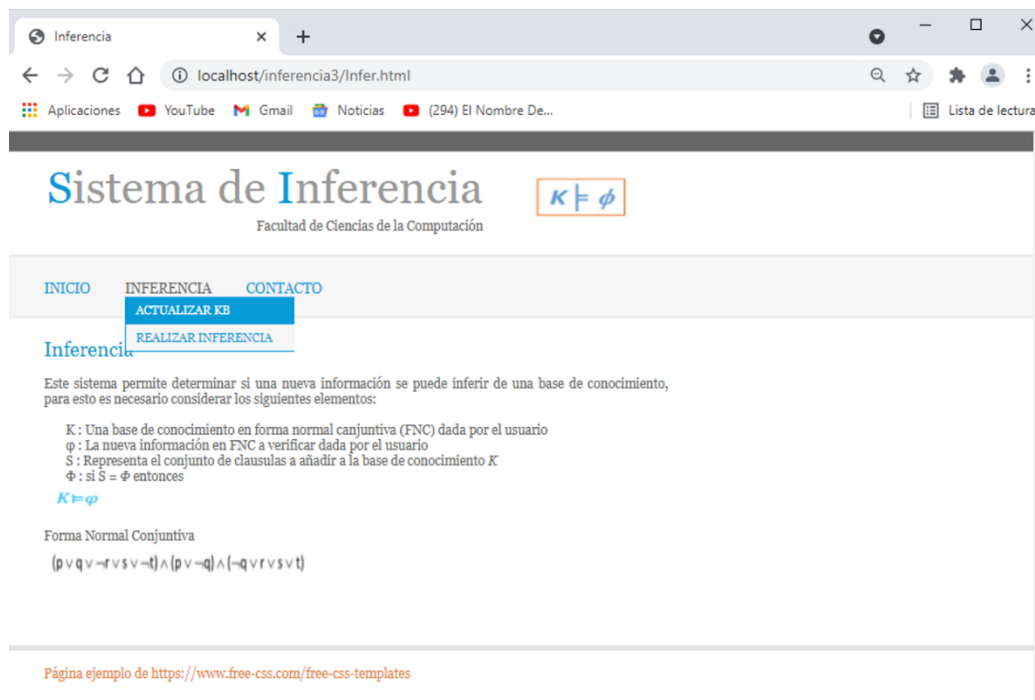 Inferencia
localhost/inferencia3/Infer.html
Aplicaciones YouTube Gmail Noticias (294) El Nombre De... Lista de lectura
Sistema de Inferencia
K ⊨ ϕ
Facultad de Ciencias de la Computación
INICIO INFERENCIA CONTACTO
ACTUALIZAR KB
REALIZAR INFERENCIA
Inferencia
Este sistema permite determinar si una nueva información se puede inferir de una base de conocimiento,
para esto es necesario considerar los siguientes elementos:
K : Una base de conocimiento en forma normal canjuntiva (FNC) dada por el usuario
φ : La nueva información en FNC a verificar dada por el usuario
S : Representa el conjunto de clausulas a añadir a la base de conocimiento K
Φ : si S = Φ entonces
K ⊨ φ
Forma Normal Conjuntiva
(p ∨ q ∨ ¬r ∨ s ∨ ¬t) ∧ (p ∨ ¬q) ∧ (¬q ∨ r ∨ s ∨ t)
Página ejemplo de https://www.free-css.com/free-css-templates